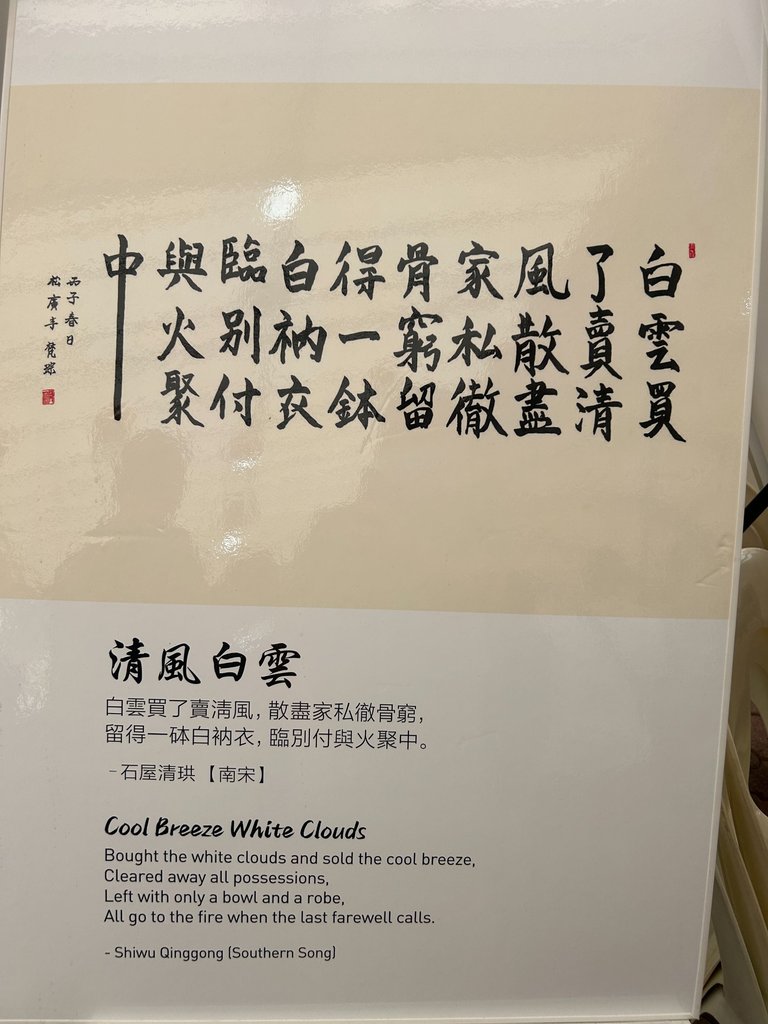 白雲買
了賣清
風散盡
家私徹
骨窮留
得一鉢
白衲衣
臨別付
與火聚
中
丙子春日
松廣寺 梵琮
清風白雲
白雲買了賣清風, 散盡家私徹骨窮,
留得一砵白衲衣, 臨別付與火聚中。
-石屋清珙【南宋】
Cool Breeze White Clouds
Bought the white clouds and sold the cool breeze,
Cleared away all possessions,
Left with only a bowl and a robe,
All go to the fire when the last farewell calls.
- Shiwu Qinggong (Southern Song)